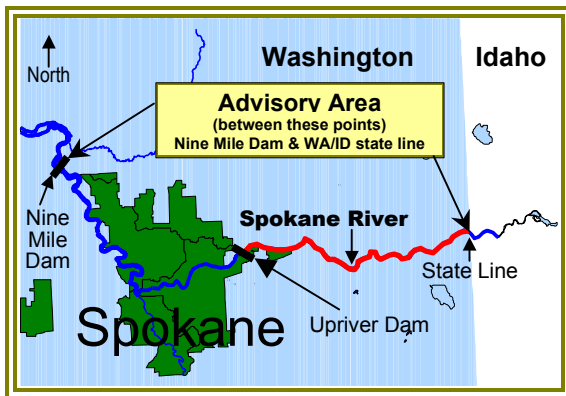 Washington
Idaho
North
Advisory Area
(between these points)
Nine Mile Dam & WA/ID state line
Nine
Mile
Dam
Spokane River
State Line
Upriver Dam
Spokane